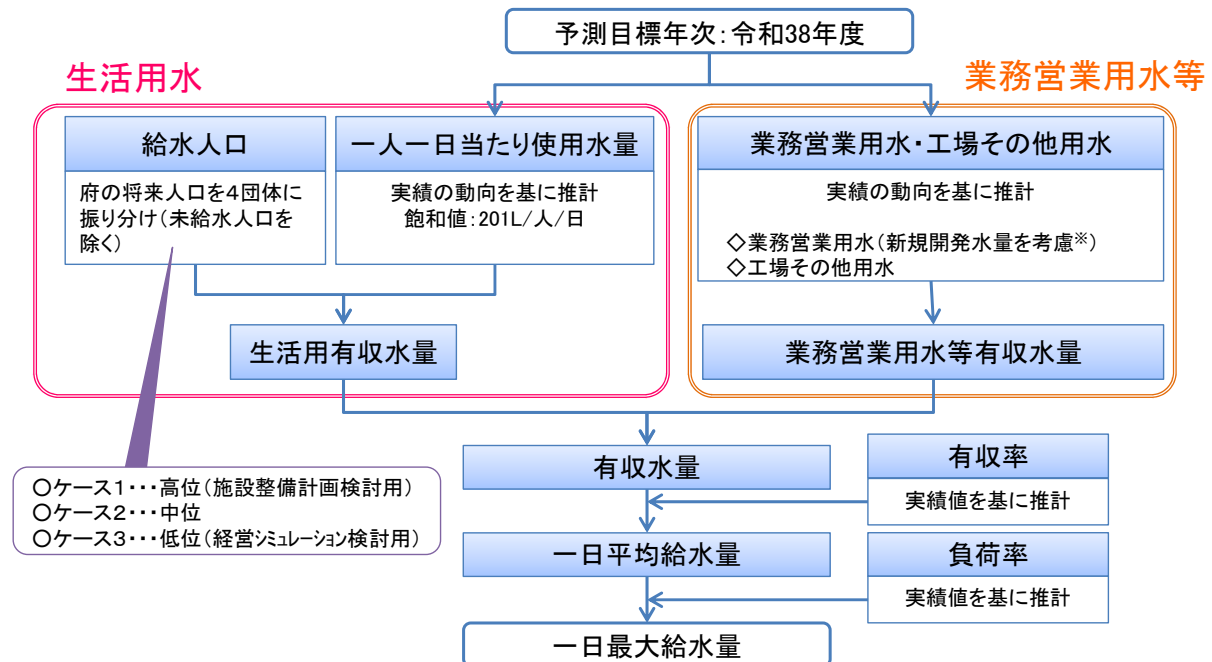 予測目標年次：令和38年度
生活用水
業務営業用水等
給水人口
府の将来人口を４団体に
振り分け（未給水人口を
除く）
一人一日当たり使用水量
実績の動向を基に推計
飽和値：201L/人/日
業務営業用水・工場その他用水
実績の動向を基に推計
◇業務営業用水（新規開発水量を考慮※）
◇工場その他用水
生活用有収水量
業務営業用水等有収水量
○ケース１・・・高位（施設整備計画検討用）
○ケース２・・・中位
○ケース３・・・低位（経営ｼﾐｭﾚｰｼｮﾝ検討用）
有収水量
有収率
実績値を基に推計
一日平均給水量
負荷率
実績値を基に推計
一日最大給水量